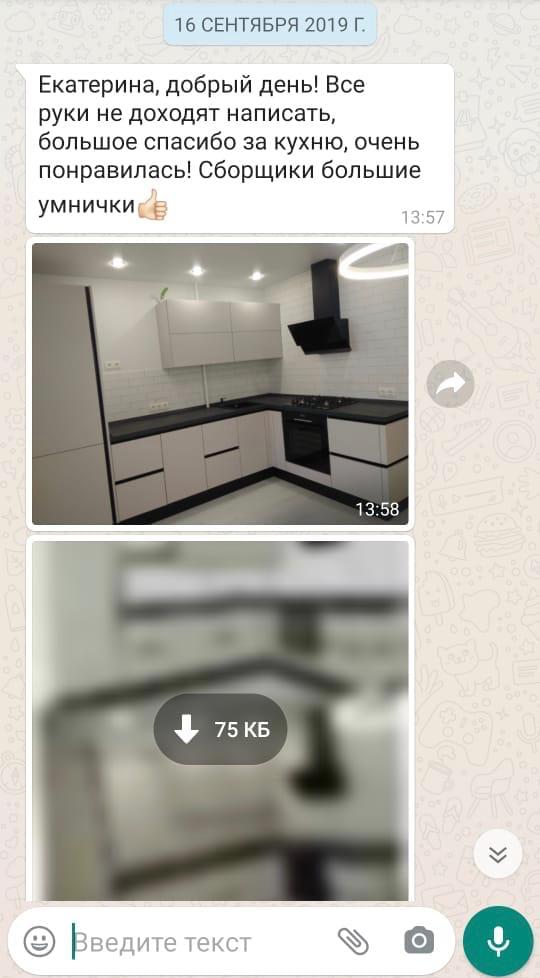 16 СЕНТЯБРЯ 2019 Г.
Екатерина, добрый день! Все
руки не доходят написать,
большое спасибо за кухню, очень
понравилась! Сборщики большие
умнички👍🏻
13:57
13:58
75 КБ
Введите текст